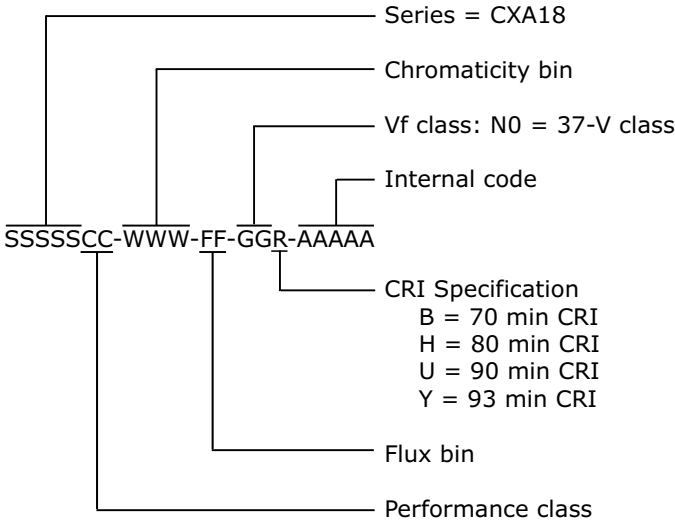 Series = CXA18
Chromaticity bin
Vf class: N0 = 37-V class
Internal code
SSSSSCC-WWW-FF-GGR-AAAAA
CRI Specification
B = 70 min CRI
H = 80 min CRI
U = 90 min CRI
Y = 93 min CRI
Flux bin
Performance class